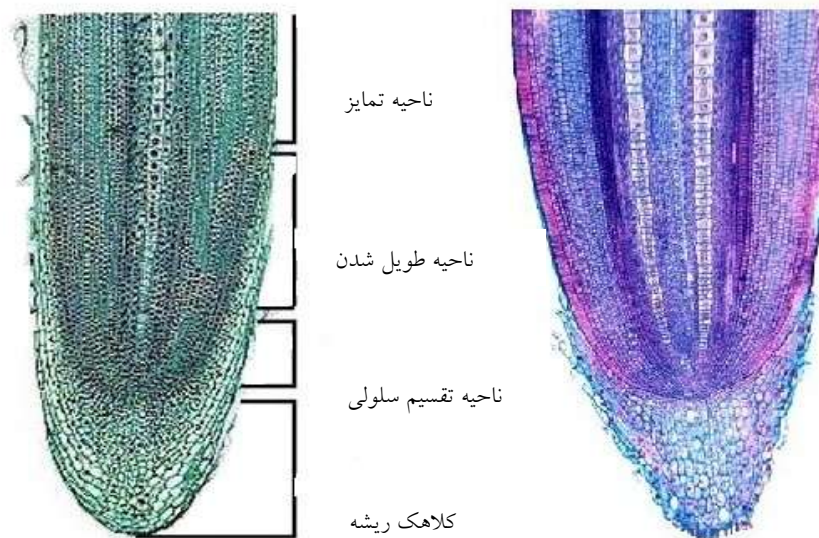 ناحیه تمایز
ناحیه طویل شدن
ناحیه تقسیم سلولی
کلاهک ریشه